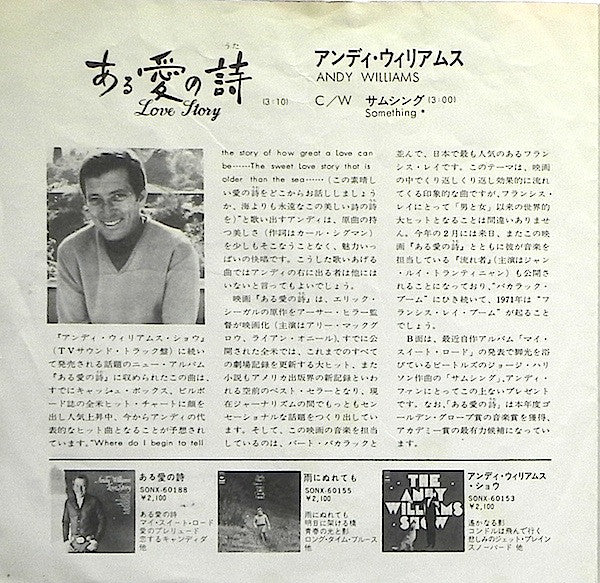 ある愛の詩
うた
Love Story
(3:10)
アンディ・ウィリアムス
ANDY WILLIAMS
C/W サムシング(3:00)
Something *
『アンディ・ウィリアムス・ショウ』
(TVサウンド・トラック盤)に続い
て発売される話題のニュー・アルバム
『ある愛の詩』に収められたこの曲は、
すでにキャッシュ・ボックス、ビルボー
ド誌の全米ヒット・チャートに顔を
出し人気上昇中、今からアンディの代
表的なヒット曲となることが予想され
ています。"Where do I begin to tell
the story of how great a love can
be……The sweet love story that is
older than the sea……(この素晴し
い愛の詩をどこからお話ししましょう
か、海よりも永遠なこの美しい詩の詩
を)"と歌い出すアンディは、原曲の持
つ美しさ(作詞はカール・シグマン)
を少しもそこなうことなく、魅力いっ
ぱいの快唱です。こうした歌いあげる
曲ではアンディの右に出る者は他には
いないと言ってもよいでしょう。
映画『ある愛の詩』は、エリック・
シーガルの原作をアーサー・ヒラー監
督が映画化(主演はアリー・マックグ
ロウ、ライアン・オニール)、すでに公
開された全米では、これまでのすべて
の劇場記録を更新する大ヒット、また
小説もアメリカ出版界の新記録といわ
れる空前のベスト・セラーとなり、現
在ジャーナリズムの間でもっともセン
セーショナルな話題をつくり出してい
ます。そして、この映画の音楽を担当
しているのは、バート・バカラックと
並んで、日本で最も人気のあるフラン
シス・レイです。このテーマは、映画
の中でくり返しくり返し効果的に流れ
てくる印象的な曲ですが、フランシス・
レイにとって「男と女」以来の世界的
大ヒットとなることは間違いありませ
ん。今年の2月には来日、またこの映
画『ある愛の詩』とともに彼が音楽を
担当している『流れ者』(主演はジャン
・ルイ・トランティニャン)も公開さ
れることになっており、"バカラック・
ブーム"にひき続いて、1971年は"フ
ランシス・レイ・ブーム"が起ること
でしょう。
B面は、最近自作アルバム「マイ・
スイート・ロード」の発表で脚光を浴
びているビートルズのジョージ・ハリ
ソン作曲の「サムシング」、アンディ・
ファンにとってこの上ないプレゼント
です。なお、「ある愛の詩」は本年度ゴ
ールデン・グローブ賞の音楽賞を獲得、
アカデミー賞の最有力候補になってい
ます。
Andy Williams
Love Story
ある愛の詩
SONX-60188
¥2,100
ある愛の詩
マイ・スイート・ロード
愛のプレリュード
恋するキャンディダ
他
雨にぬれても
SONX-60155
¥2,100
雨にぬれても
明日に架ける橋
青春の光と影
ロング・タイム・ブルース
他
THE
ANDY
WILLIAMS
SHOW
アンディ・ウィリアムス
・ショウ
SONX-60153
¥2,100
遥かなる影
コンドルは飛んで行く
悲しみのジェット・プレイン
スノーバード 他